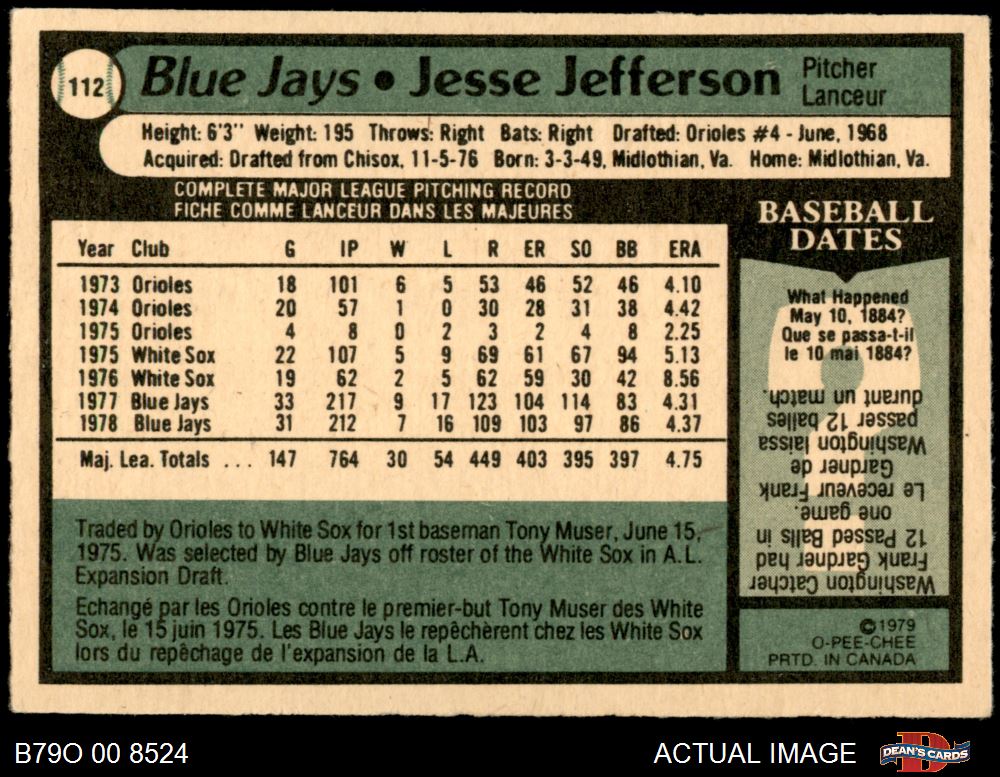 112
Blue Jays • Jesse Jefferson
Pitcher
Lanceur
Height: 6'3" Weight: 195 Throws: Right Bats: Right Drafted: Orioles #4 - June, 1968
Acquired: Drafted from Chisox, 11-5-76 Born: 3-3-49, Midlothian, Va. Home: Midlothian, Va.
COMPLETE MAJOR LEAGUE PITCHING RECORD
FICHE COMME LANCEUR DANS LES MAJEURES
Year Club G IP W L R ER SO BB ERA
1973 Orioles 18 101 6 5 53 46 52 46 4.10
1974 Orioles 20 57 1 0 30 28 31 38 4.42
1975 Orioles 4 8 0 2 3 2 4 8 2.25
1975 White Sox 22 107 5 9 69 61 67 94 5.13
1976 White Sox 19 62 2 5 62 59 30 42 8.56
1977 Blue Jays 33 217 9 17 123 104 114 83 4.31
1978 Blue Jays 31 212 7 16 109 103 97 86 4.37
Maj. Lea. Totals ... 147 764 30 54 449 403 395 397 4.75
Traded by Orioles to White Sox for 1st baseman Tony Muser, June 15,
1975. Was selected by Blue Jays off roster of the White Sox in A.L.
Expansion Draft.
Echangé par les Orioles contre le premier-but Tony Muser des White
Sox, le 15 juin 1975. Les Blue Jays le repêchèrent chez les White Sox
lors du repêchage de l'expansion de la L.A.
BASEBALL
DATES
What Happened
May 10, 1884?
Que se passa-t-il
le 10 mai 1884?
Washington Catcher
Frank Gardner had
12 Passed Balls in
one game.
Le receveur Frank
Gardner de
Washington laissa
passer 12 balles
durant un match.
©1979
O-PEE-CHEE
PRTD. IN CANADA
B79O 00 8524
ACTUAL IMAGE
D
DEAN'S CARDS